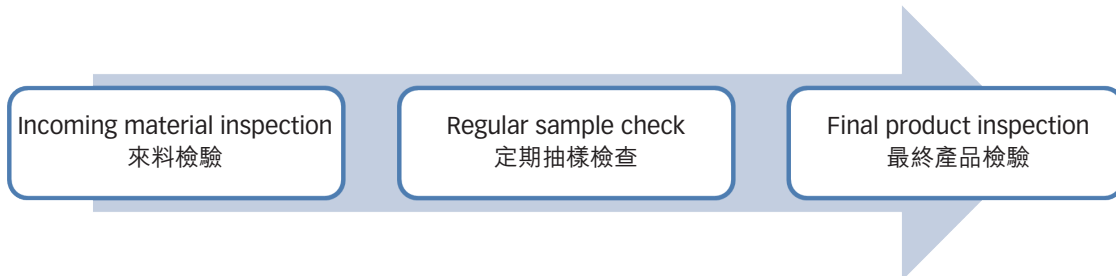 Incoming material inspection
來料檢驗
Regular sample check
定期抽樣檢查
Final product inspection
最終產品檢驗